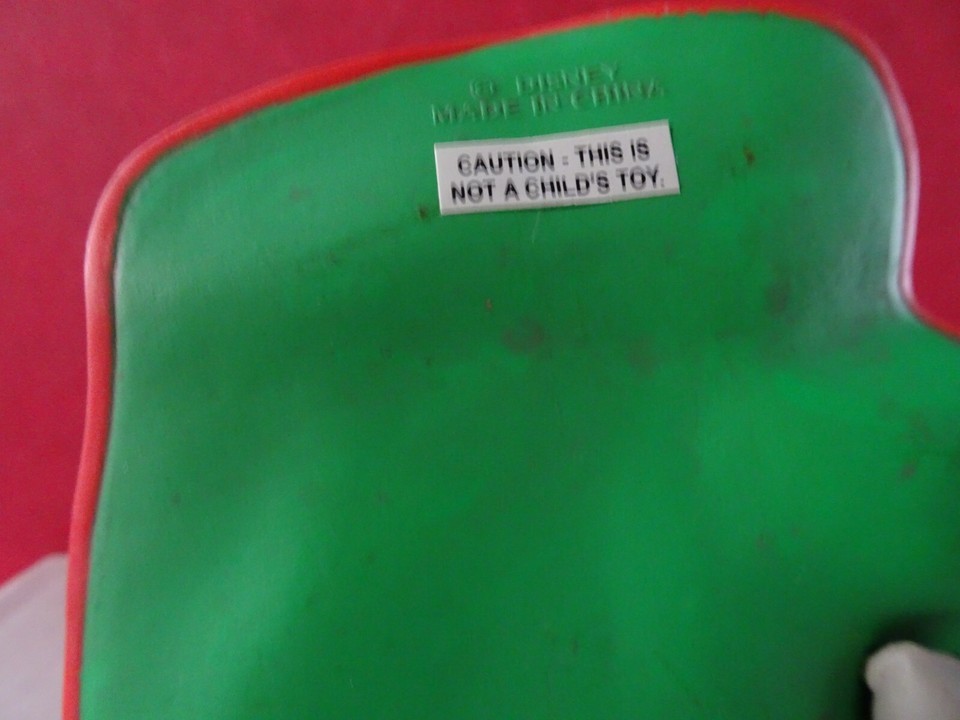 © DISNEY
MADE IN CHINA
CAUTION : THIS IS
NOT A CHILD'S TOY.